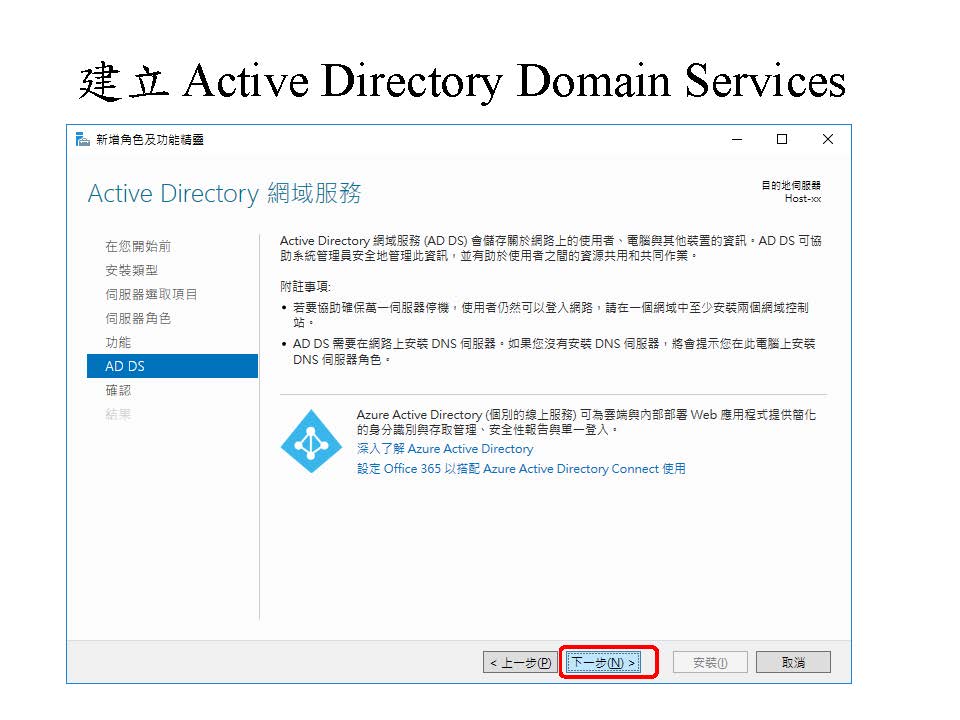 建立 Active Directory Domain Services
新增角色及功能精靈
Active Directory 網域服務
目的地伺服器
Host-xx
在您開始前
安裝類型
伺服器選取項目
伺服器角色
功能
AD DS
確認
結果
Active Directory 網域服務 (AD DS) 會儲存關於網路上的使用者、電腦與其他裝置的資訊。AD DS 可協
助系統管理員安全地管理此資訊，並有助於使用者之間的資源共用和共同作業。
附註事項:
• 若要協助確保萬一伺服器停機，使用者仍然可以登入網路，請在一個網域中至少安裝兩個網域控制
站。
• AD DS 需要在網路上安裝 DNS 伺服器。如果您沒有安裝 DNS 伺服器，將會提示您在此電腦上安裝
DNS 伺服器角色。
Azure Active Directory (個別的線上服務) 可為雲端與內部部署 Web 應用程式提供簡化
的身分識別與存取管理、安全性報告與單一登入。
深入了解 Azure Active Directory
設定 Office 365 以搭配 Azure Active Directory Connect 使用
< 上一步(P)
下一步(N) >
安裝(I)
取消